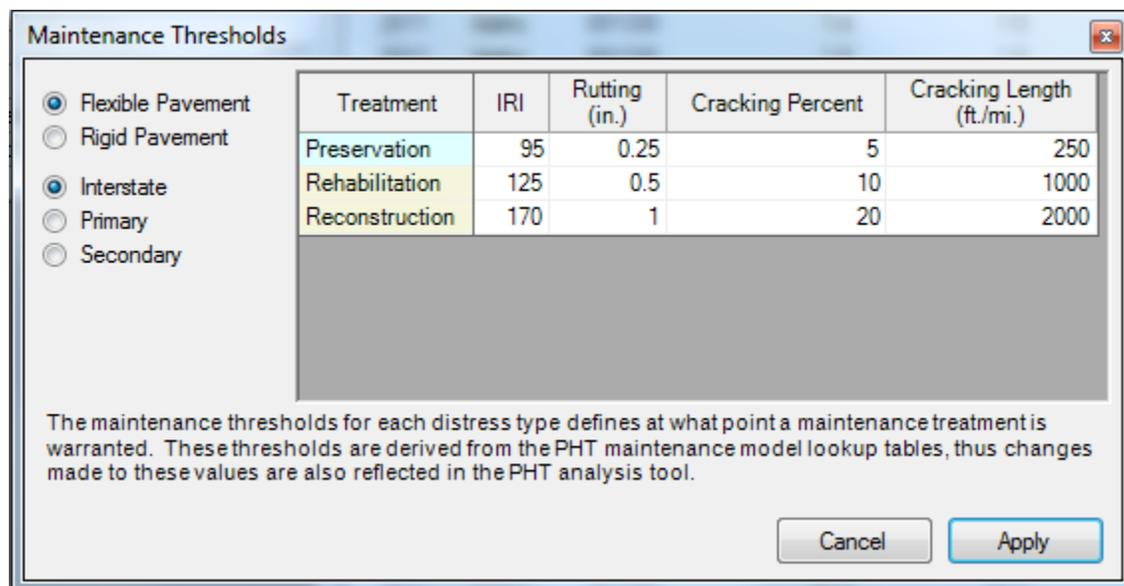 Maintenance Thresholds
Flexible Pavement
Rigid Pavement
Interstate
Primary
Secondary
Treatment IRI Rutting (in.) Cracking Percent Cracking Length (ft./mi.)
Preservation 95 0.25 5 250
Rehabilitation 125 0.5 10 1000
Reconstruction 170 1 20 2000
The maintenance thresholds for each distress type defines at what point a maintenance treatment is
warranted. These thresholds are derived from the PHT maintenance model lookup tables, thus changes
made to these values are also reflected in the PHT analysis tool.
Cancel Apply